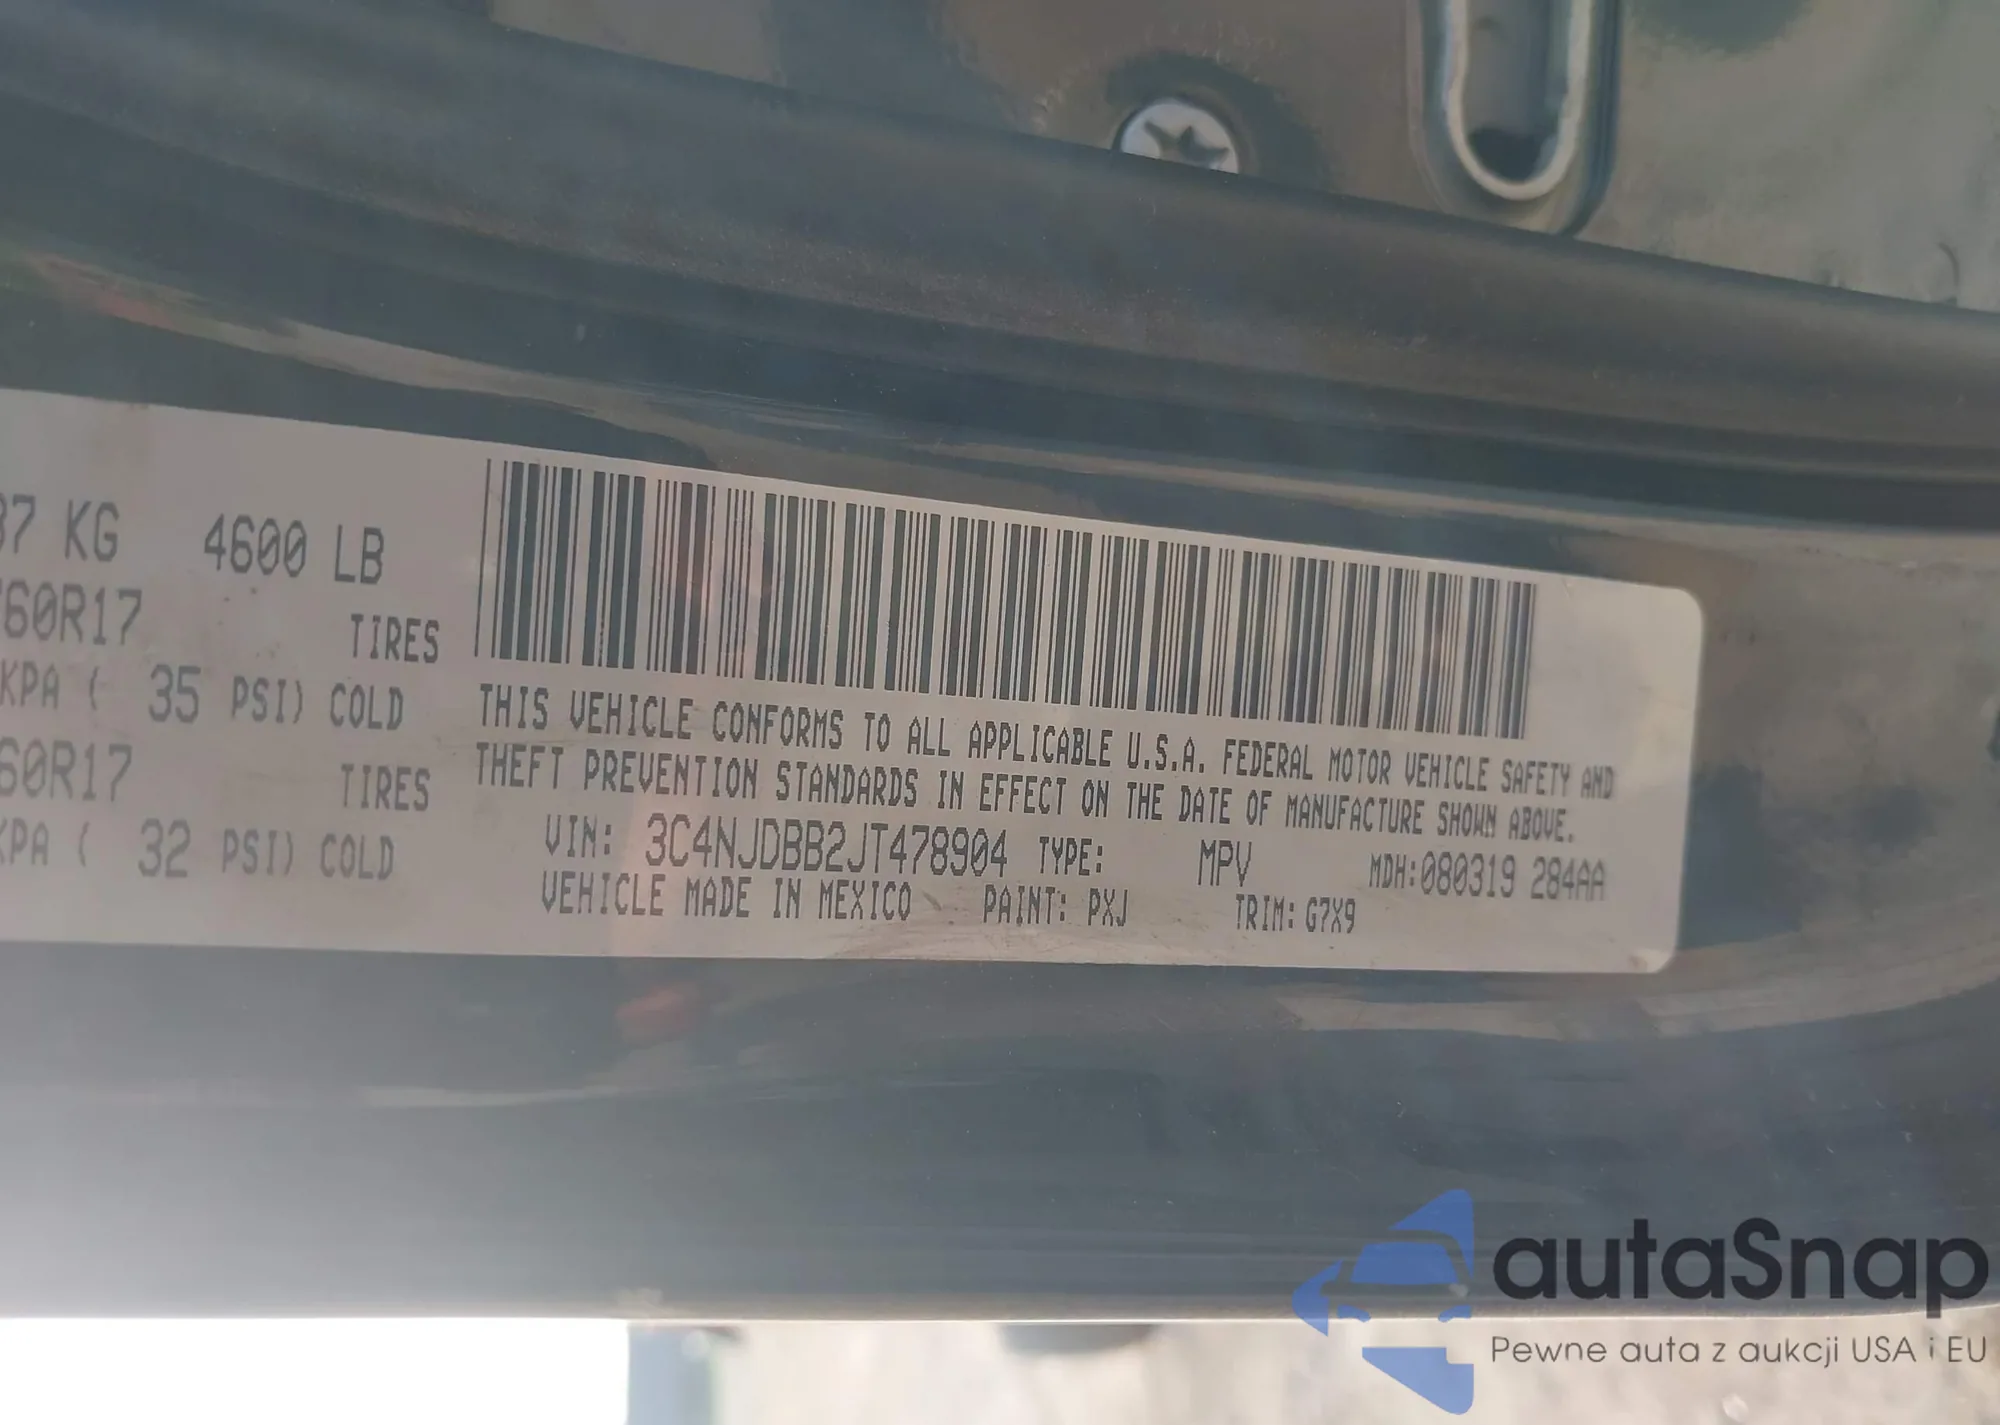 87 KG 4600 LB
60R17 TIRES
KPA ( 35 PSI) COLD
60R17 TIRES
KPA ( 32 PSI) COLD
THIS VEHICLE CONFORMS TO ALL APPLICABLE U.S.A. FEDERAL MOTOR VEHICLE SAFETY AND
THEFT PREVENTION STANDARDS IN EFFECT ON THE DATE OF MANUFACTURE SHOWN ABOVE.
VIN: 3C4NJDBB2JT478904 TYPE: MPV MDH:080319 284AA
VEHICLE MADE IN MEXICO PAINT: PXJ TRIM: G7X9
autaSnap
Pewne auta z aukcji USA i EU